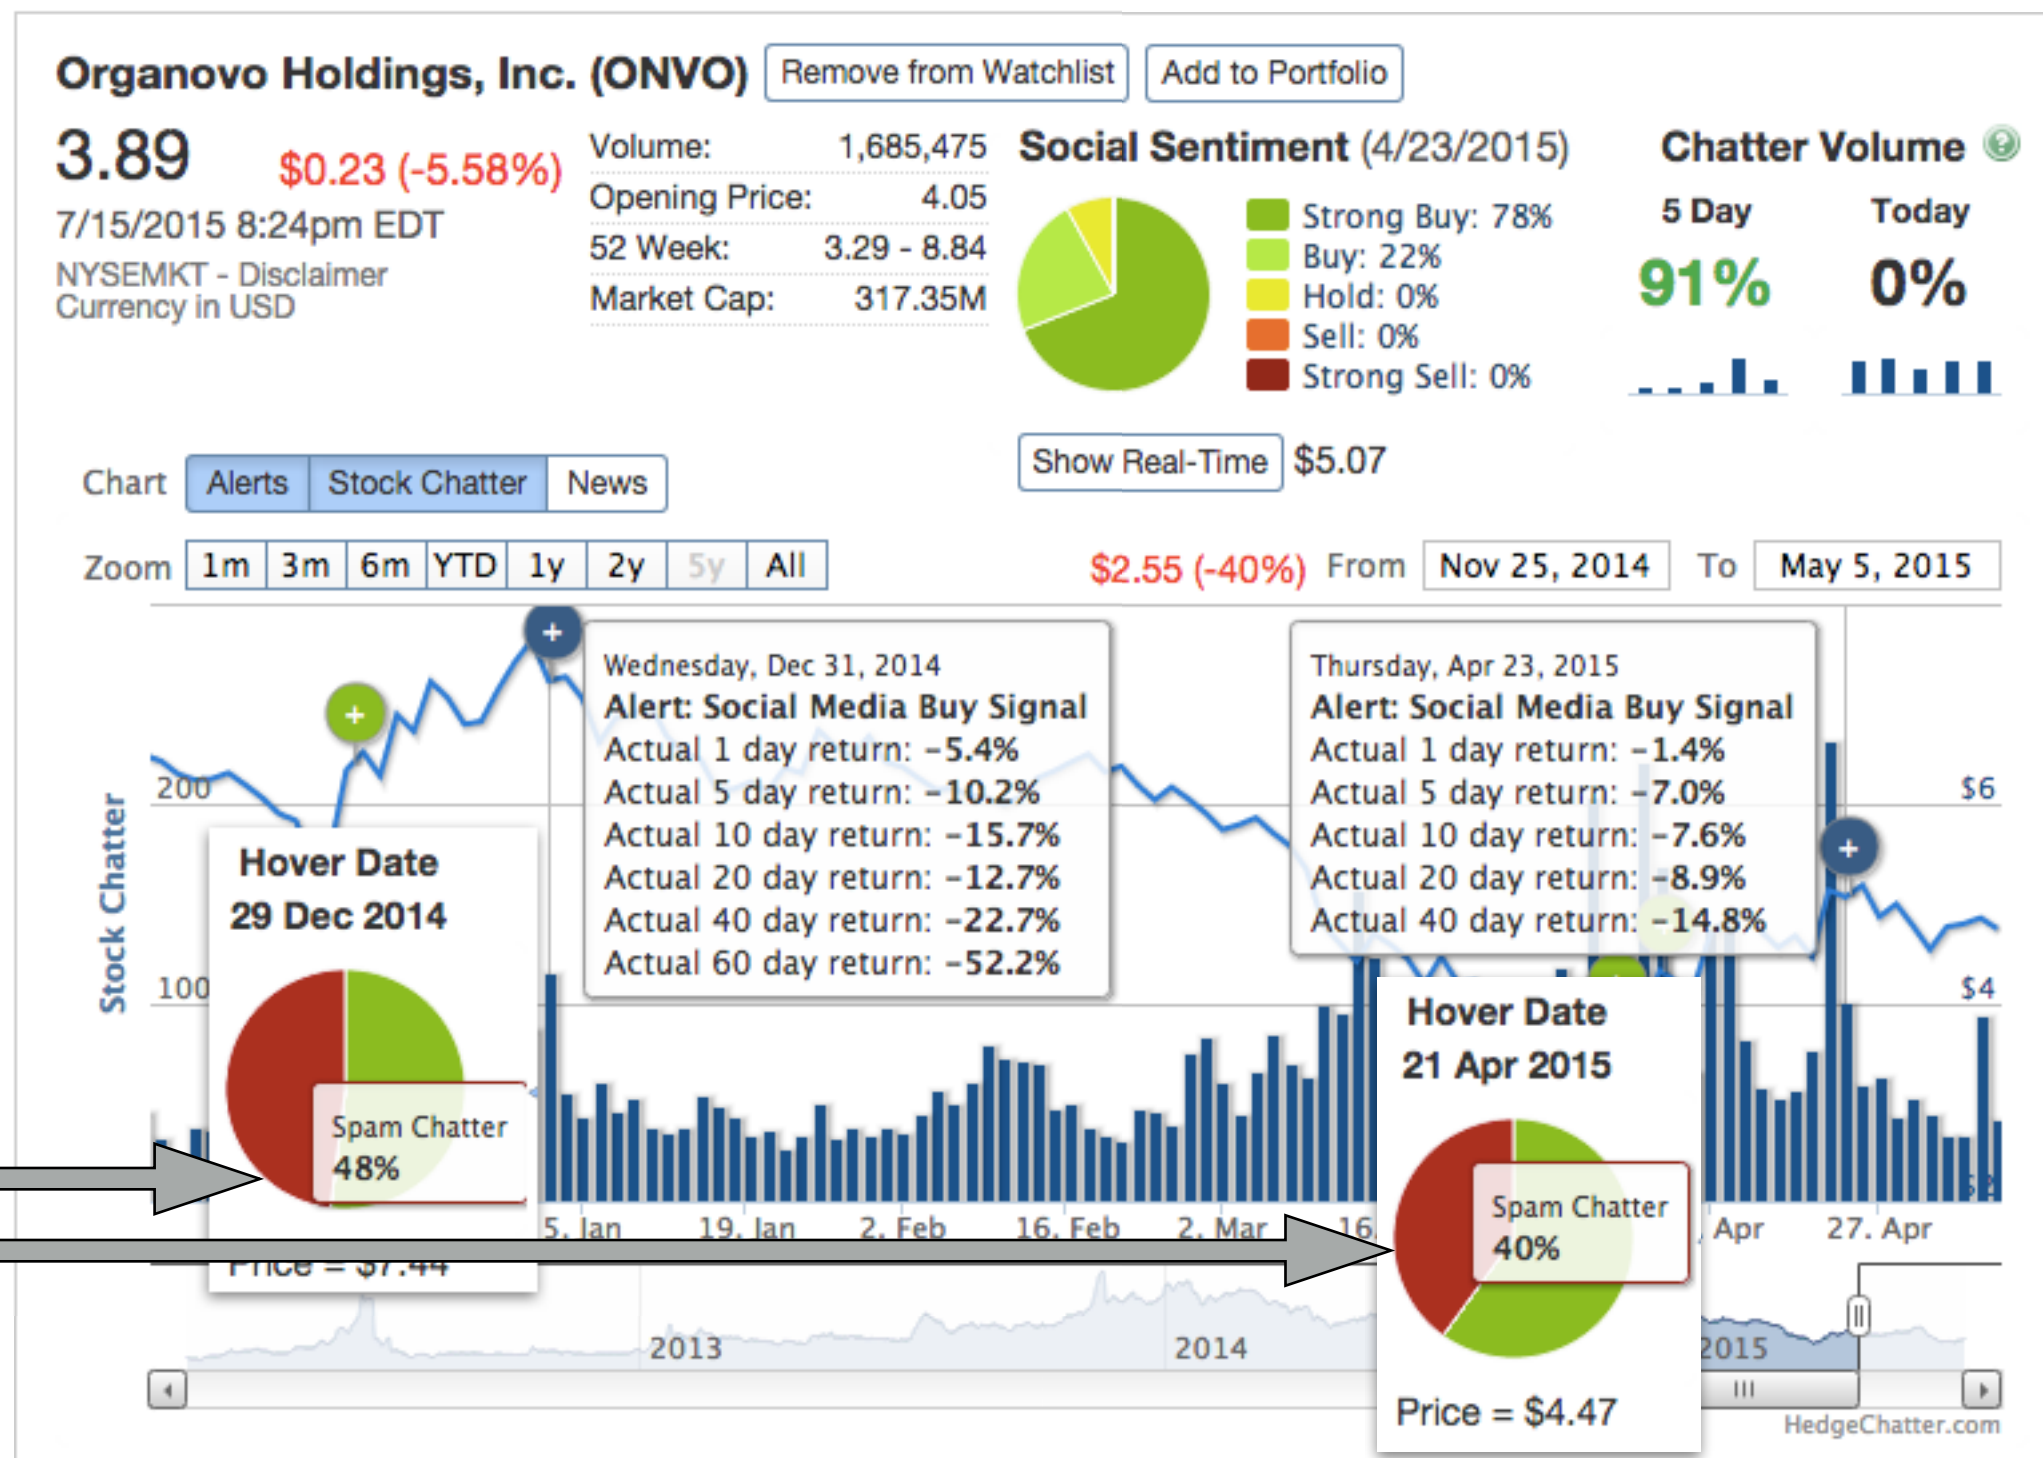 Organovo Holdings, Inc. (ONVO) Remove from Watchlist Add to Portfolio
3.89 $0.23 (-5.58%)
7/15/2015 8:24pm EDT
NYSEMKT - Disclaimer
Currency in USD
Volume: 1,685,475
Opening Price: 4.05
52 Week: 3.29 - 8.84
Market Cap: 317.35M
Social Sentiment (4/23/2015)
Strong Buy: 78%
Buy: 22%
Hold: 0%
Sell: 0%
Strong Sell: 0%
Chatter Volume ?
5 Day Today
91% 0%
Show Real-Time $5.07
Chart Alerts Stock Chatter News
Zoom 1m 3m 6m YTD 1y 2y 5y All
$2.55 (-40%) From Nov 25, 2014 To May 5, 2015
Wednesday, Dec 31, 2014
Alert: Social Media Buy Signal
Actual 1 day return: -5.4%
Actual 5 day return: -10.2%
Actual 10 day return: -15.7%
Actual 20 day return: -12.7%
Actual 40 day return: -22.7%
Actual 60 day return: -52.2%
Thursday, Apr 23, 2015
Alert: Social Media Buy Signal
Actual 1 day return: -1.4%
Actual 5 day return: -7.0%
Actual 10 day return: -7.6%
Actual 20 day return: -8.9%
Actual 40 day return: -14.8%
Stock Chatter
200
100
$6
$4
Hover Date
29 Dec 2014
Spam Chatter
48%
Price = $7.44
Hover Date
21 Apr 2015
Spam Chatter
40%
Price = $4.47
5. Jan 19. Jan 2. Feb 16. Feb 2. Mar 16. Apr 27. Apr
2013 2014 2015
HedgeChatter.com